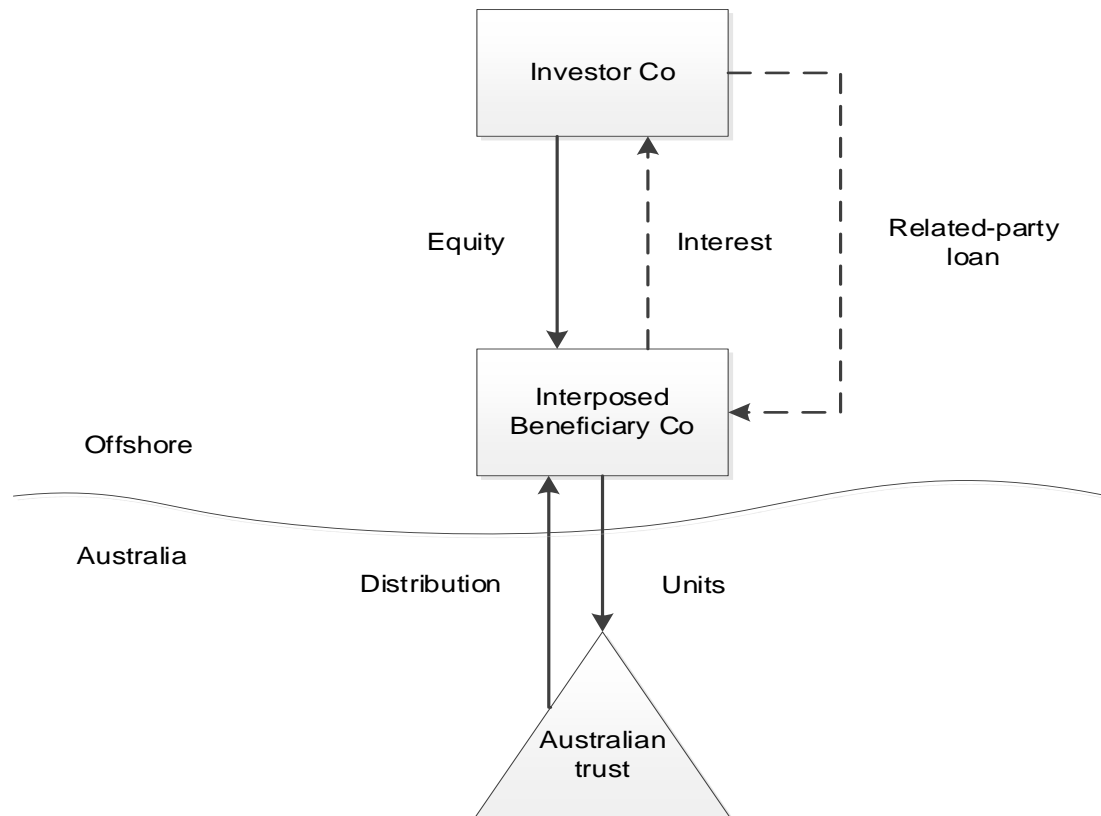 Investor Co
Equity
Interest
Related-party
loan
Interposed
Beneficiary Co
Offshore
Australia
Distribution
Units
Australian
trust